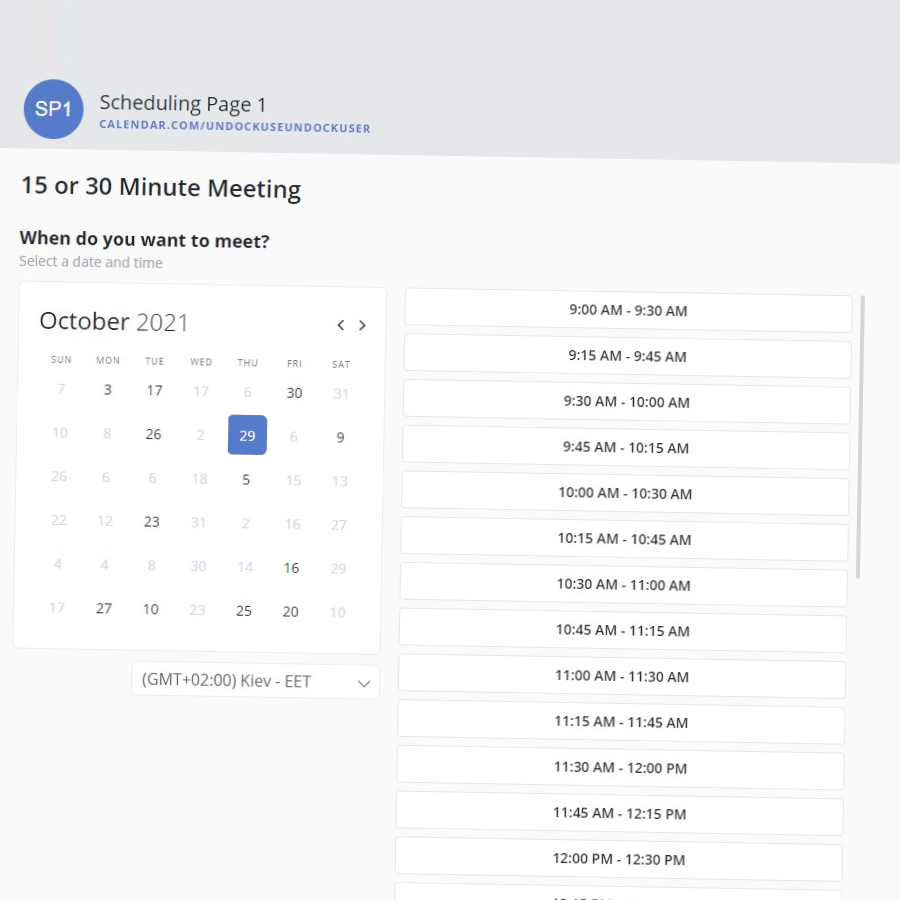 SP1
Scheduling Page 1
CALENDAR.COM/UNDOCKUSEUNDOCKUSER
15 or 30 Minute Meeting
When do you want to meet?
Select a date and time
October 2021
SUN MON TUE WED THU FRI SAT
7 3 17 17 6 30 31
10 8 26 2 29 6 9
26 6 6 18 5 15 13
22 12 23 31 2 16 27
4 4 8 30 14 16 29
17 27 10 23 25 20 10
(GMT+02:00) Kiev - EET
9:00 AM - 9:30 AM
9:15 AM - 9:45 AM
9:30 AM - 10:00 AM
9:45 AM - 10:15 AM
10:00 AM - 10:30 AM
10:15 AM - 10:45 AM
10:30 AM - 11:00 AM
10:45 AM - 11:15 AM
11:00 AM - 11:30 AM
11:15 AM - 11:45 AM
11:30 AM - 12:00 PM
11:45 AM - 12:15 PM
12:00 PM - 12:30 PM